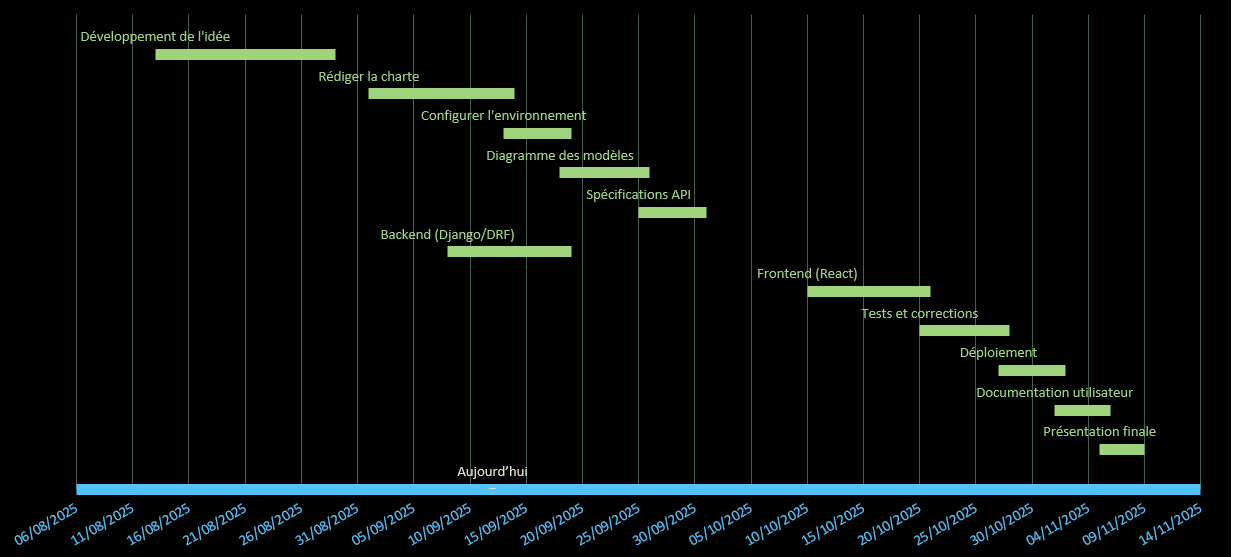 Développement de l'idée
Rédiger la charte
Configurer l'environnement
Diagramme des modèles
Spécifications API
Backend (Django/DRF)
Frontend (React)
Tests et corrections
Déploiement
Documentation utilisateur
Présentation finale
Aujourd’hui
06/08/2025
11/08/2025
16/08/2025
21/08/2025
26/08/2025
31/08/2025
05/09/2025
10/09/2025
15/09/2025
20/09/2025
25/09/2025
30/09/2025
05/10/2025
10/10/2025
15/10/2025
20/10/2025
25/10/2025
30/10/2025
04/11/2025
09/11/2025
14/11/2025